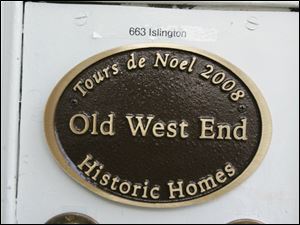 663 Islington
Tours de Noel 2008
Old West End
Historic Homes